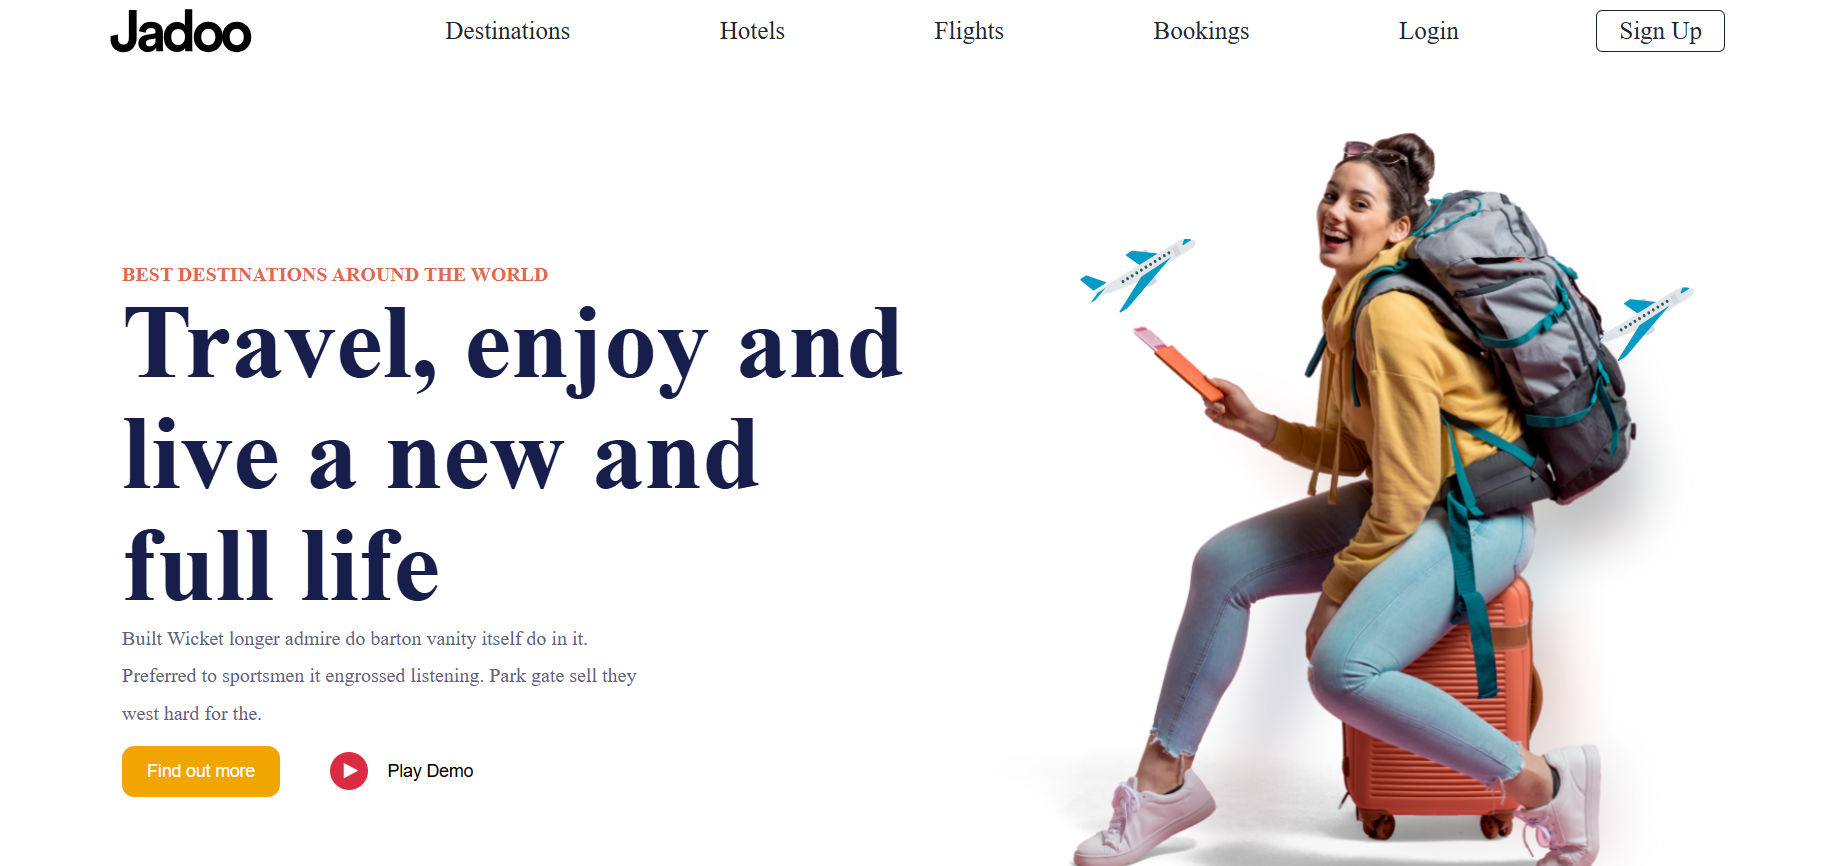 Jadoo
Destinations
Hotels
Flights
Bookings
Login
Sign Up
BEST DESTINATIONS AROUND THE WORLD
Travel, enjoy and
live a new and
full life
Built Wicket longer admire do barton vanity itself do in it.
Preferred to sportsmen it engrossed listening. Park gate sell they
west hard for the.
Find out more
Play Demo